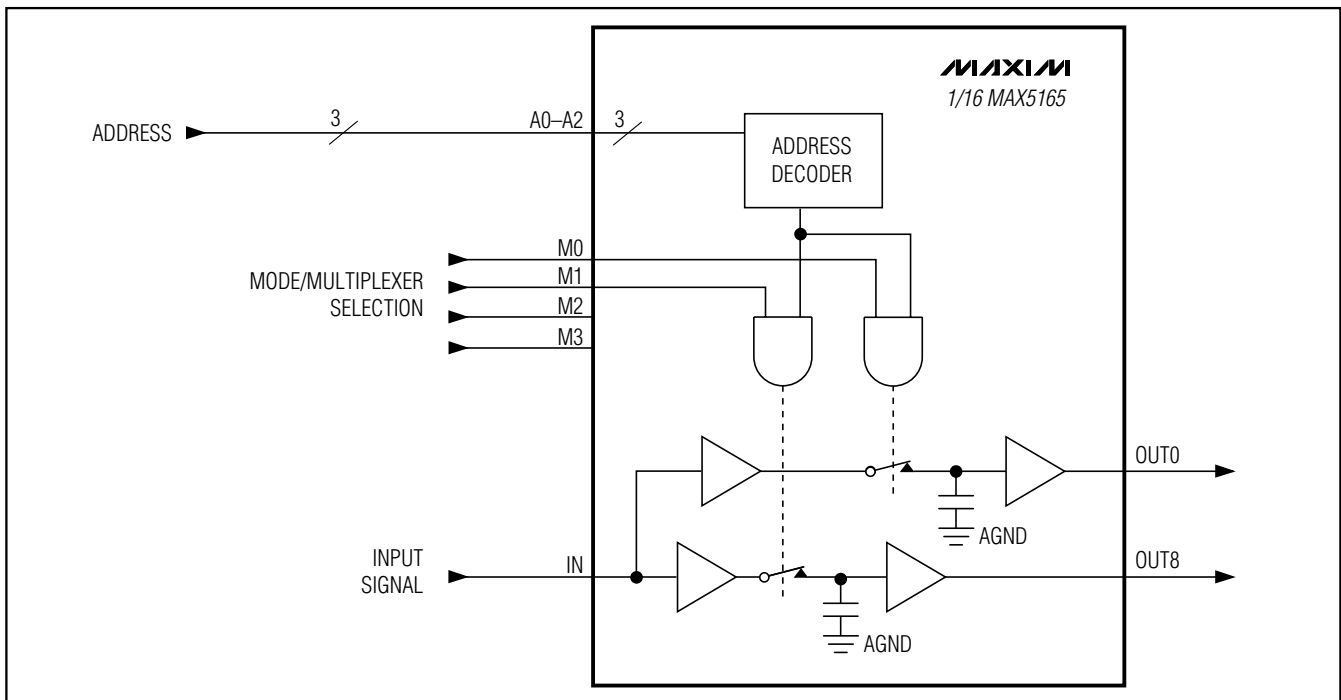 MAXIM
1/16 MAX5165
ADDRESS
3
A0–A2
3
ADDRESS
DECODER
MODE/MULTIPLEXER
SELECTION
M0
M1
M2
M3
OUT0
AGND
INPUT
SIGNAL
IN
OUT8
AGND